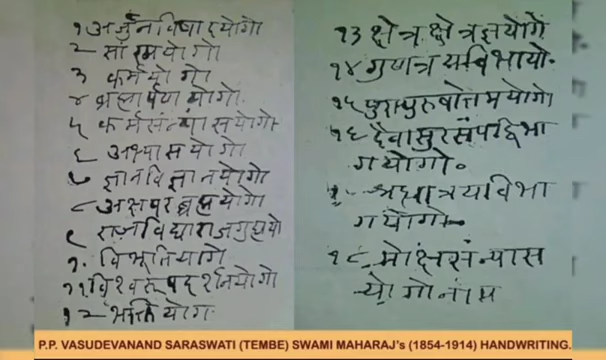 १ अर्जुनविषादयोगो
२ सांख्ययोगो
३ कर्मयोगो
४ ब्रह्मार्पणयोगो
५ कर्मसंन्यासयोगो
६ अभ्यासयोगो
७ ज्ञानविज्ञानयोगो
८ अक्षरब्रह्मयोगो
९ राजविद्याराजगुह्ययो
१० विभूतियोगो
११ विश्वरूपदर्शनयोगो
१२ भक्तियोग
१३ क्षेत्रक्षेत्रज्ञयोगो
१४ गुणत्रयविभायो
१५ पुरुषोत्तमयोगो
१६ दैवासुरसंपद्विभा
गयोगो
श्रद्धात्रयविभा
गयोगो
१८ मोक्षसंन्यास
योगोनाम
P.P. VASUDEVANAND SARASWATI (TEMBE) SWAMI MAHARAJ's (1854-1914) HANDWRITING.